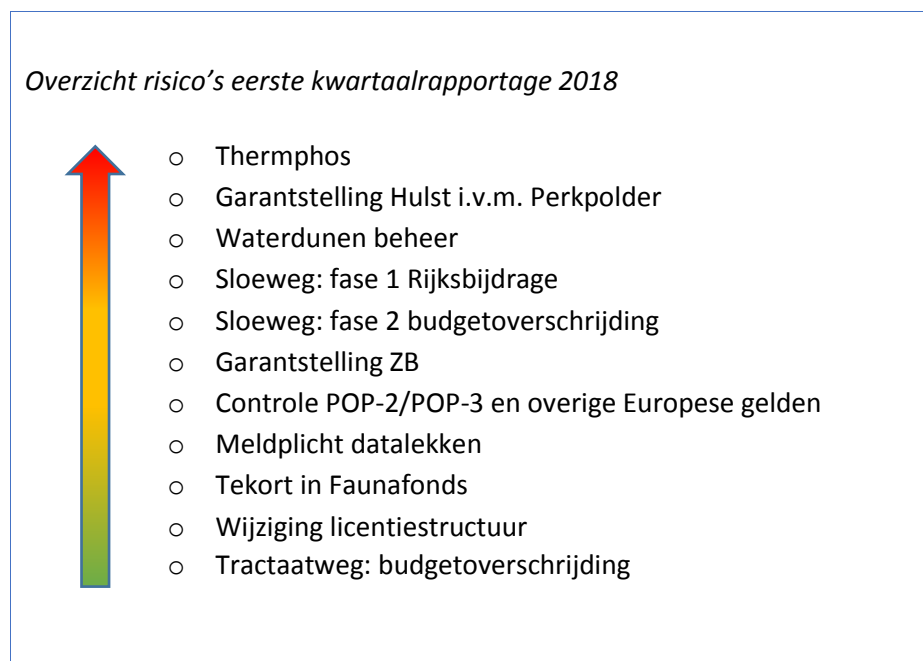 Overzicht risico's eerste kwartaalrapportage 2018
o Thermphos
o Garantstelling Hulst i.v.m. Perkpolder
o Waterdunen beheer
o Sloeweg: fase 1 Rijksbijdrage
o Sloeweg: fase 2 budgetoverschrijding
o Garantstelling ZB
o Controle POP-2/POP-3 en overige Europese gelden
o Meldplicht datalekken
o Tekort in Faunafonds
o Wijziging licentiestructuur
o Tractaatweg: budgetoverschrijding